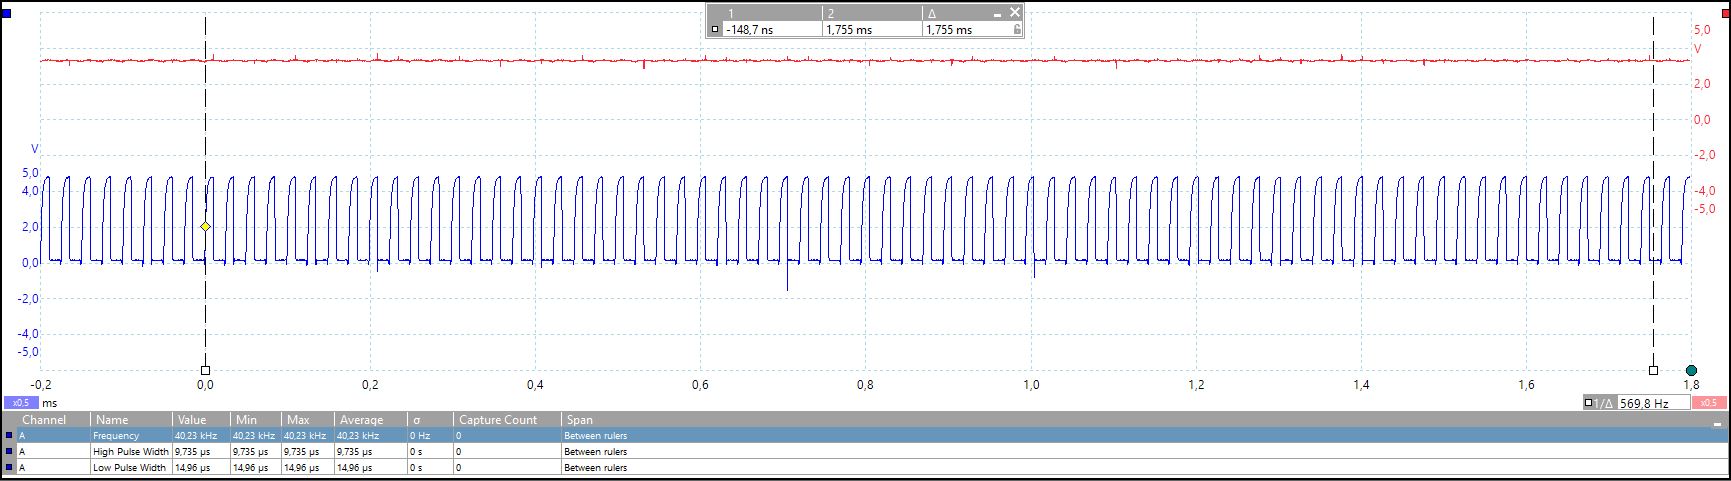 1 2 Δ
-148,7 ns 1,755 ms 1,755 ms
5,0
V
2,0
0,0
-2,0
-4,0
-5,0
V
5,0
4,0
2,0
0,0
-2,0
-4,0
-5,0
-0,2 0,0 0,2 0,4 0,6 0,8 1,0 1,2 1,4 1,6 1,8
x0,5 ms 1/Δ 569,8 Hz x0,5
Channel Name Value Min Max Average σ Capture Count Span
A Frequency 40,23 kHz 40,23 kHz 40,23 kHz 40,23 kHz 0 Hz 0 Between rulers
A High Pulse Width 9,735 µs 9,735 µs 9,735 µs 9,735 µs 0 s 0 Between rulers
A Low Pulse Width 14,96 µs 14,96 µs 14,96 µs 14,96 µs 0 s 0 Between rulers